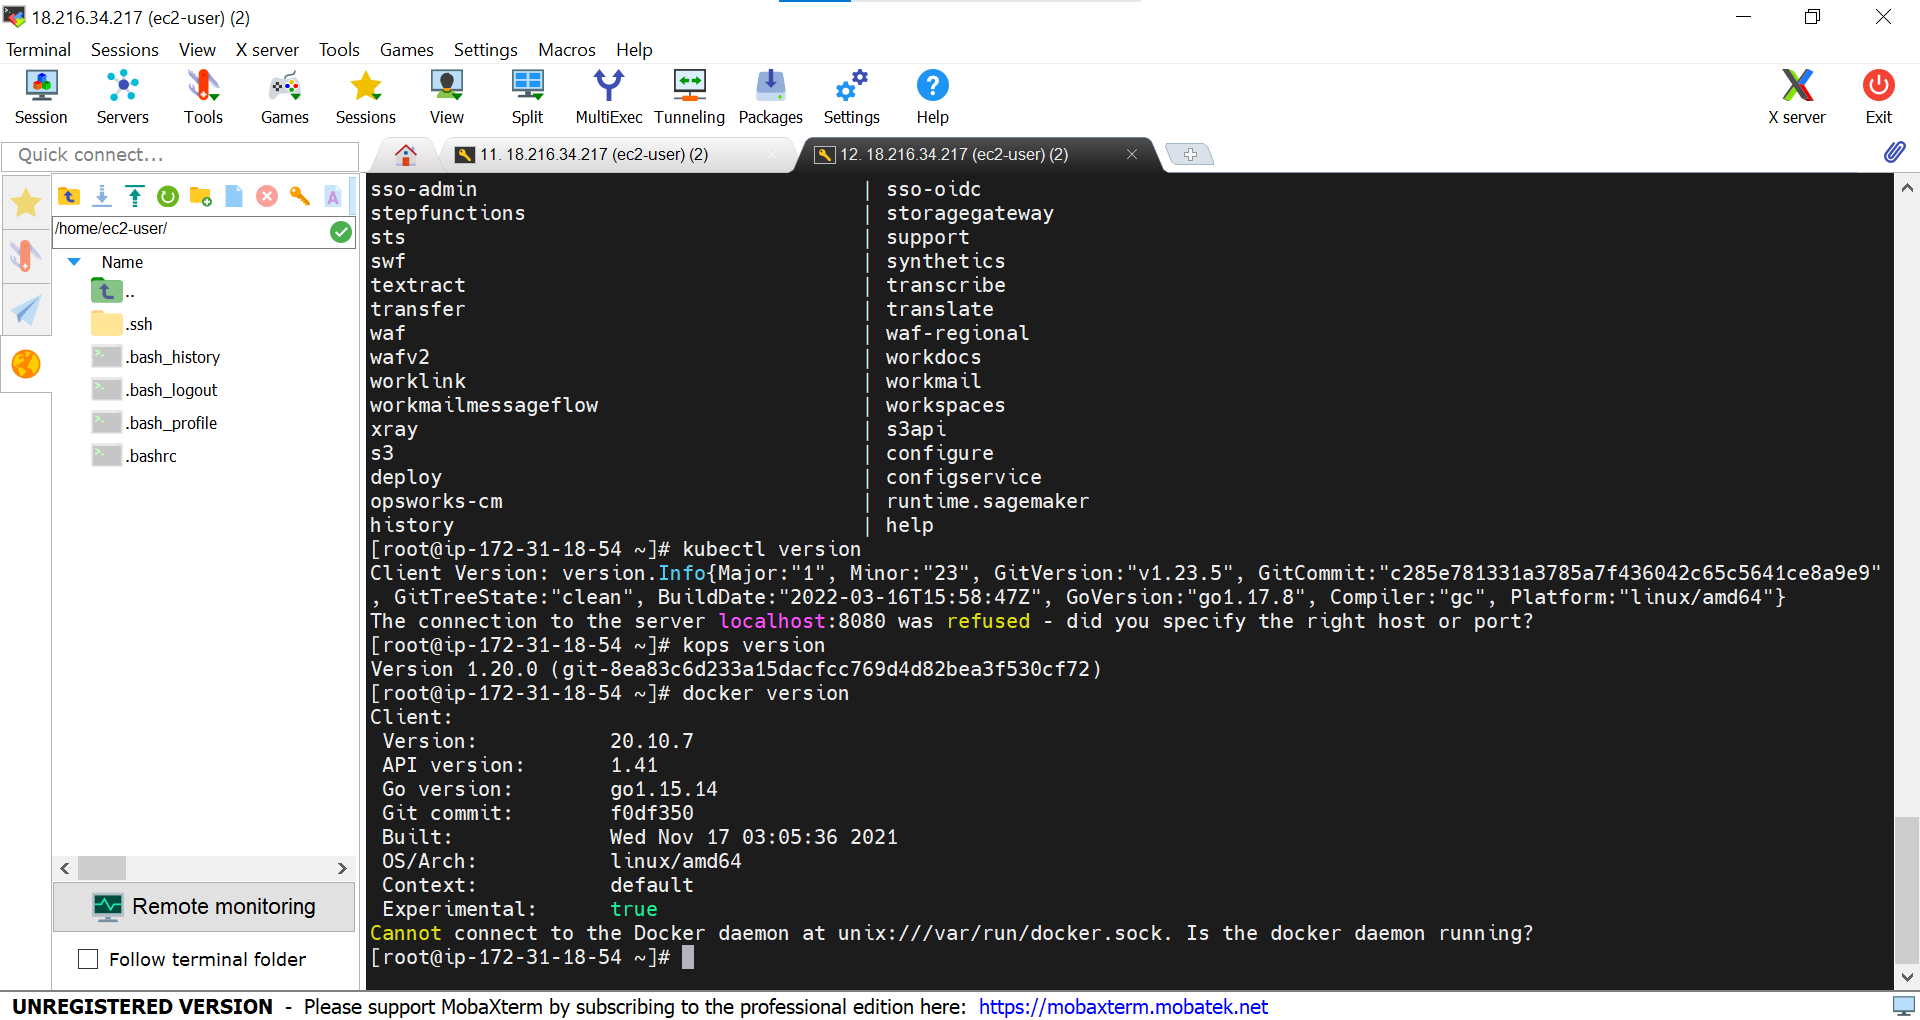 18.216.34.217 (ec2-user) (2)
Terminal Sessions View X server Tools Games Settings Macros Help
Session Servers Tools Games Sessions View Split MultiExec Tunneling Packages Settings Help X server Exit
Quick connect...
11. 18.216.34.217 (ec2-user) (2)
12. 18.216.34.217 (ec2-user) (2)
/home/ec2-user/
Name
..
.ssh
.bash_history
.bash_logout
.bash_profile
.bashrc
Remote monitoring
Follow terminal folder
sso-admin | sso-oidc
stepfunctions | storagegateway
sts | support
swf | synthetics
textract | transcribe
transfer | translate
waf | waf-regional
wafv2 | workdocs
worklink | workmail
workmailmessageflow | workspaces
xray | s3api
s3 | configure
deploy | configservice
opsworks-cm | runtime.sagemaker
history | help
[root@ip-172-31-18-54 ~]# kubectl version
Client Version: version.Info{Major:"1", Minor:"23", GitVersion:"v1.23.5", GitCommit:"c285e781331a3785a7f436042c65c5641ce8a9e9"
, GitTreeState:"clean", BuildDate:"2022-03-16T15:58:47Z", GoVersion:"go1.17.8", Compiler:"gc", Platform:"linux/amd64"}
The connection to the server localhost:8080 was refused - did you specify the right host or port?
[root@ip-172-31-18-54 ~]# kops version
Version 1.20.0 (git-8ea83c6d233a15dacfcc769d4d82bea3f530cf72)
[root@ip-172-31-18-54 ~]# docker version
Client:
Version: 20.10.7
API version: 1.41
Go version: go1.15.14
Git commit: f0df350
Built: Wed Nov 17 03:05:36 2021
OS/Arch: linux/amd64
Context: default
Experimental: true
Cannot connect to the Docker daemon at unix:///var/run/docker.sock. Is the docker daemon running?
[root@ip-172-31-18-54 ~]#
UNREGISTERED VERSION - Please support MobaXterm by subscribing to the professional edition here: https://mobaxterm.mobatek.net